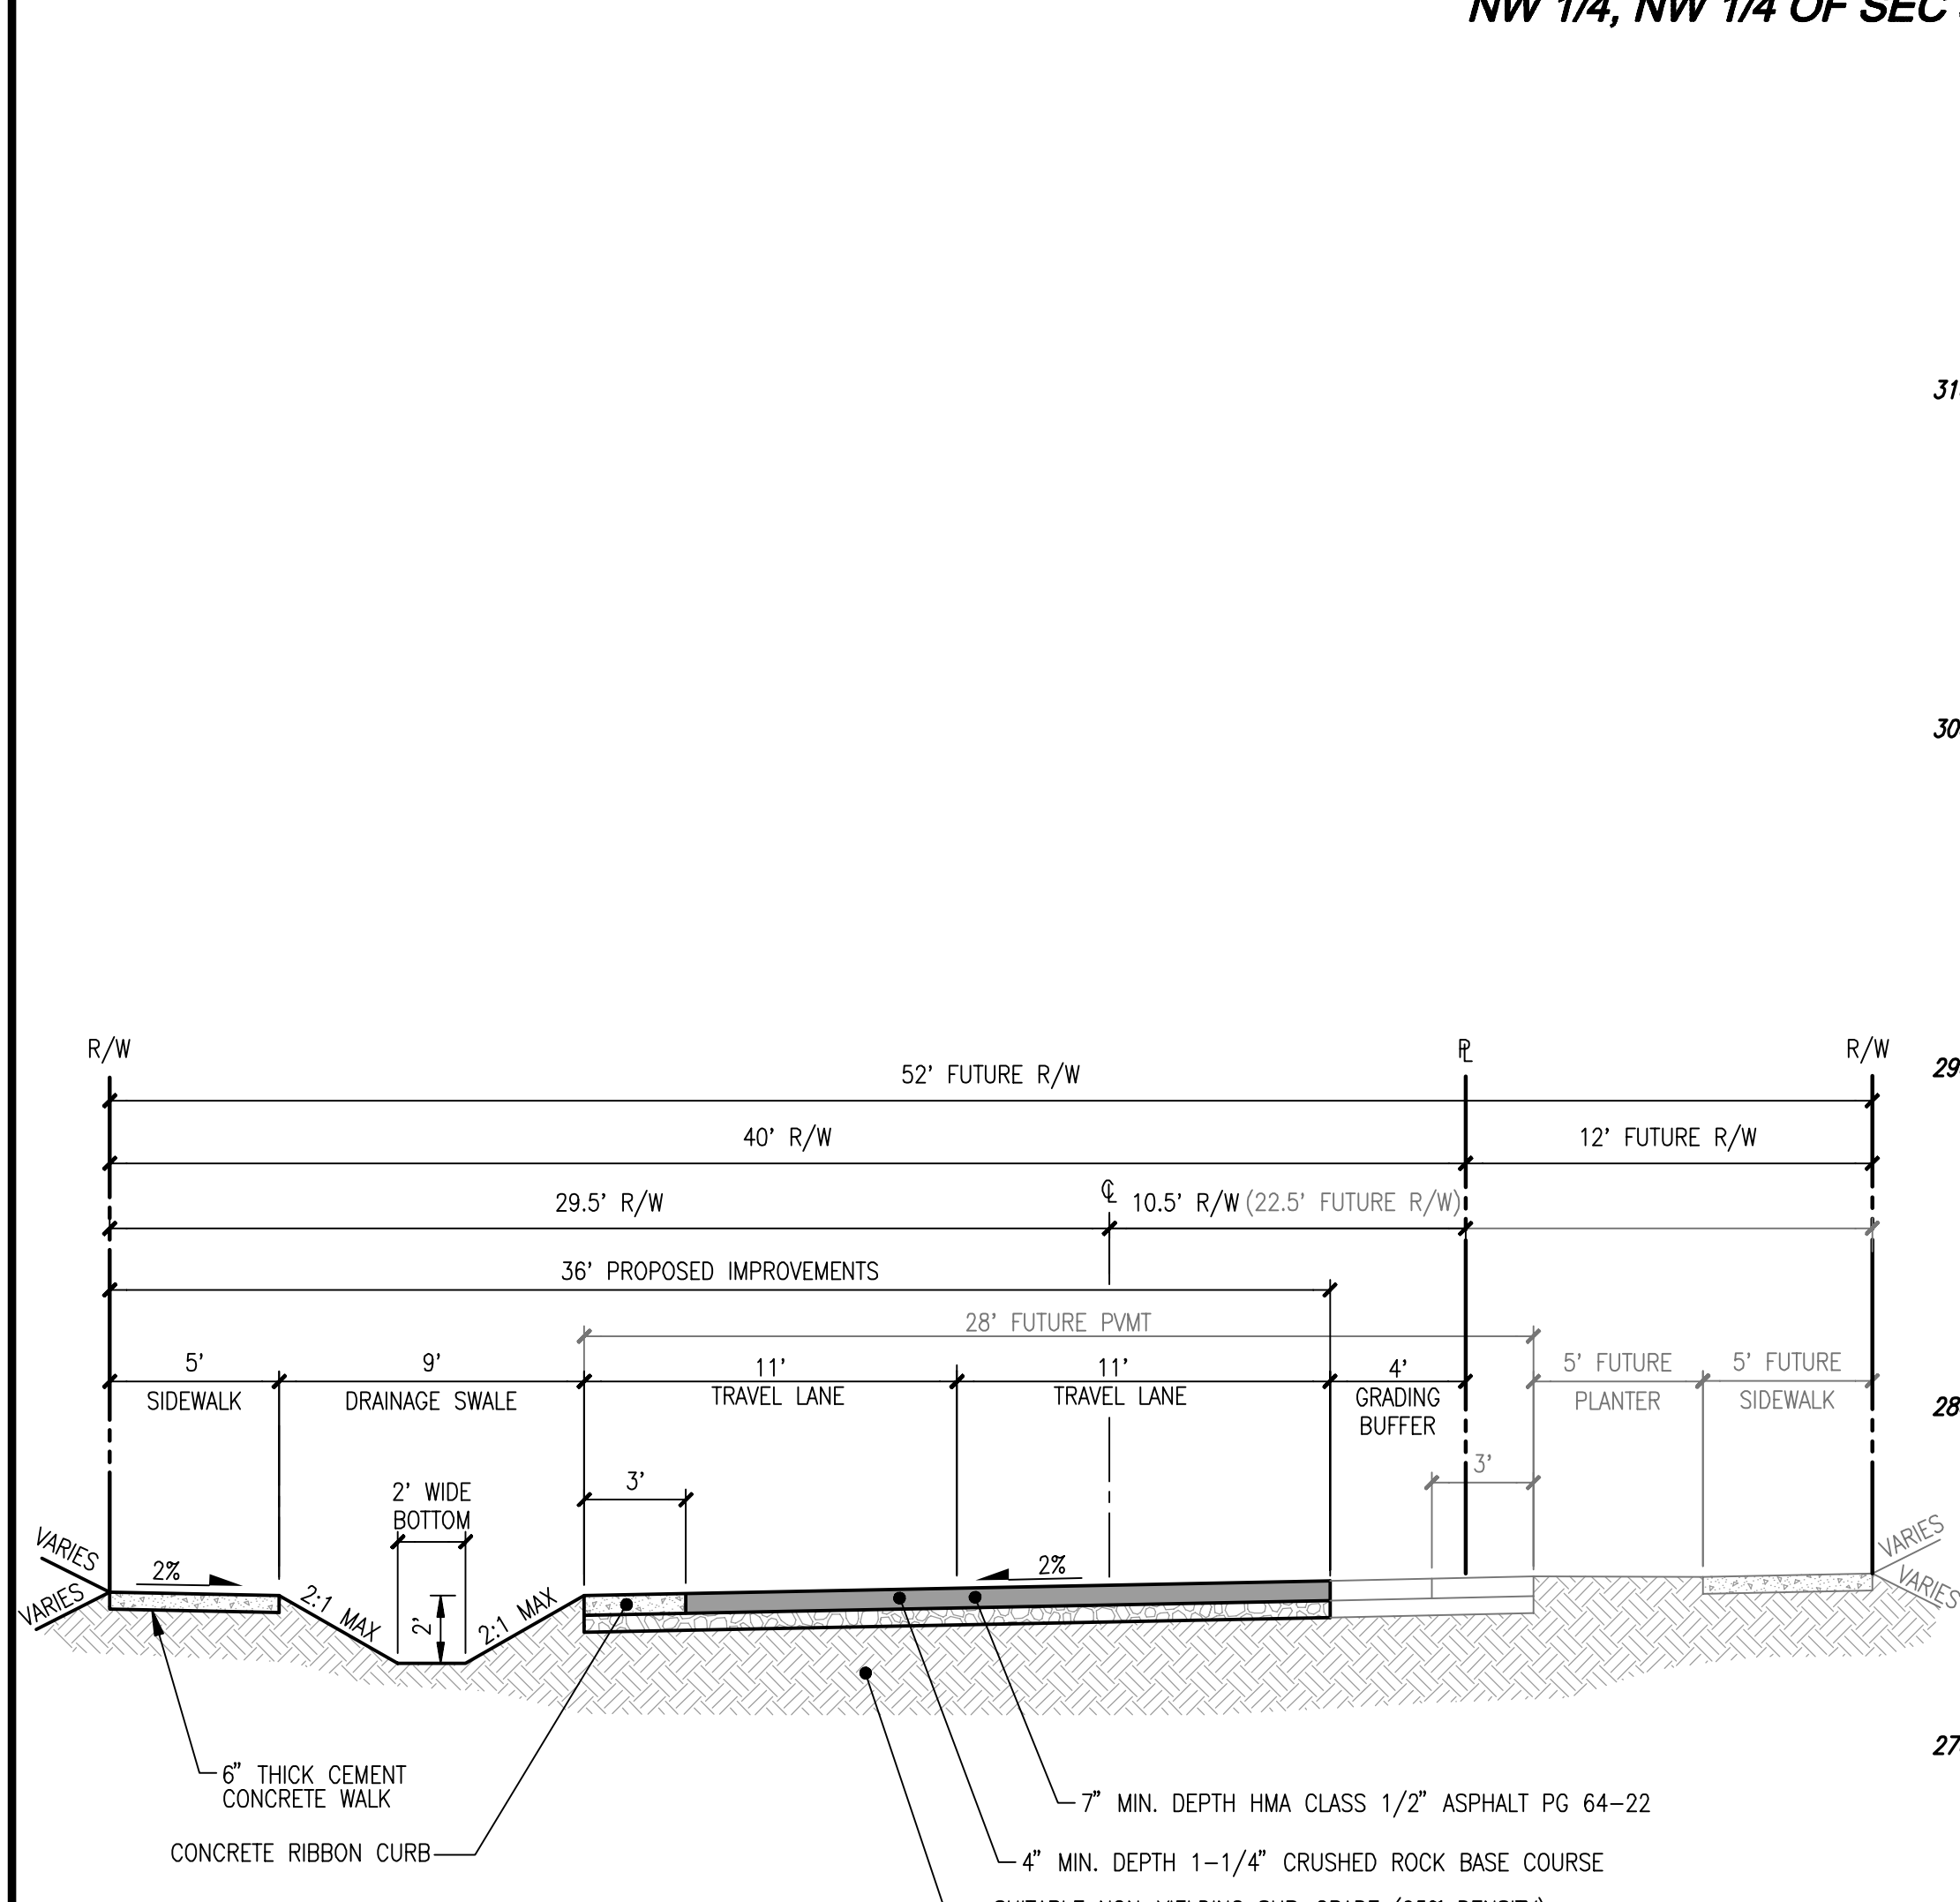 NW 1/4, NW 1/4 OF SEC
31
30
29
28
27
R/W
PL
R/W
52' FUTURE R/W
40' R/W
12' FUTURE R/W
29.5' R/W
CL
10.5' R/W (22.5' FUTURE R/W)
36' PROPOSED IMPROVEMENTS
28' FUTURE PVMT
5'
SIDEWALK
9'
DRAINAGE SWALE
11'
TRAVEL LANE
11'
TRAVEL LANE
4'
GRADING
BUFFER
5' FUTURE
PLANTER
5' FUTURE
SIDEWALK
2' WIDE
BOTTOM
3'
3'
VARIES
VARIES
2%
2:1 MAX
2'
2:1 MAX
2%
VARIES
VARIES
6" THICK CEMENT
CONCRETE WALK
CONCRETE RIBBON CURB
7" MIN. DEPTH HMA CLASS 1/2" ASPHALT PG 64-22
4" MIN. DEPTH 1-1/4" CRUSHED ROCK BASE COURSE